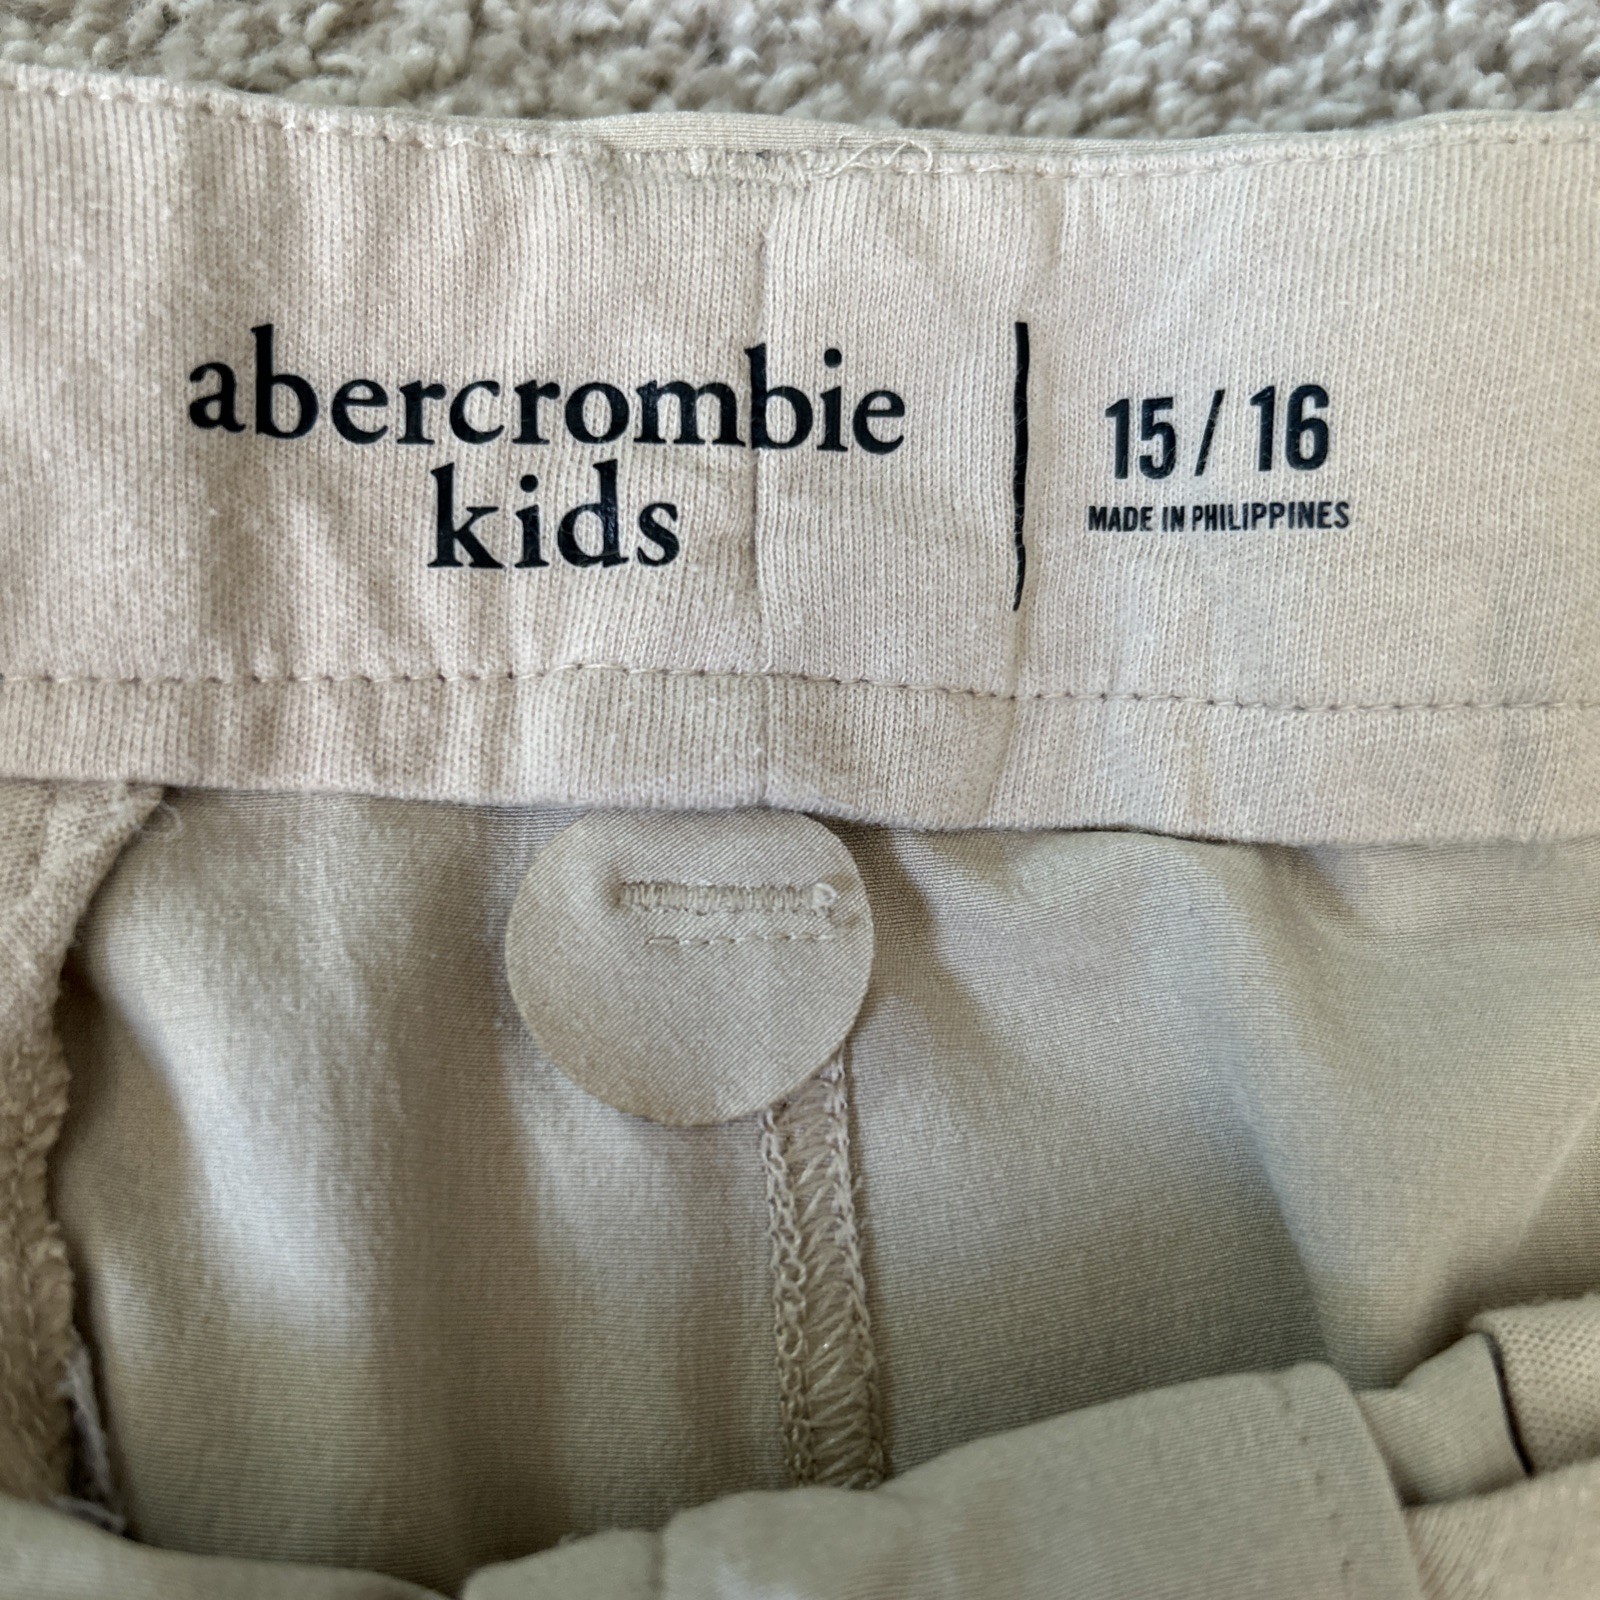 abercrombie
kids
15 / 16
MADE IN PHILIPPINES